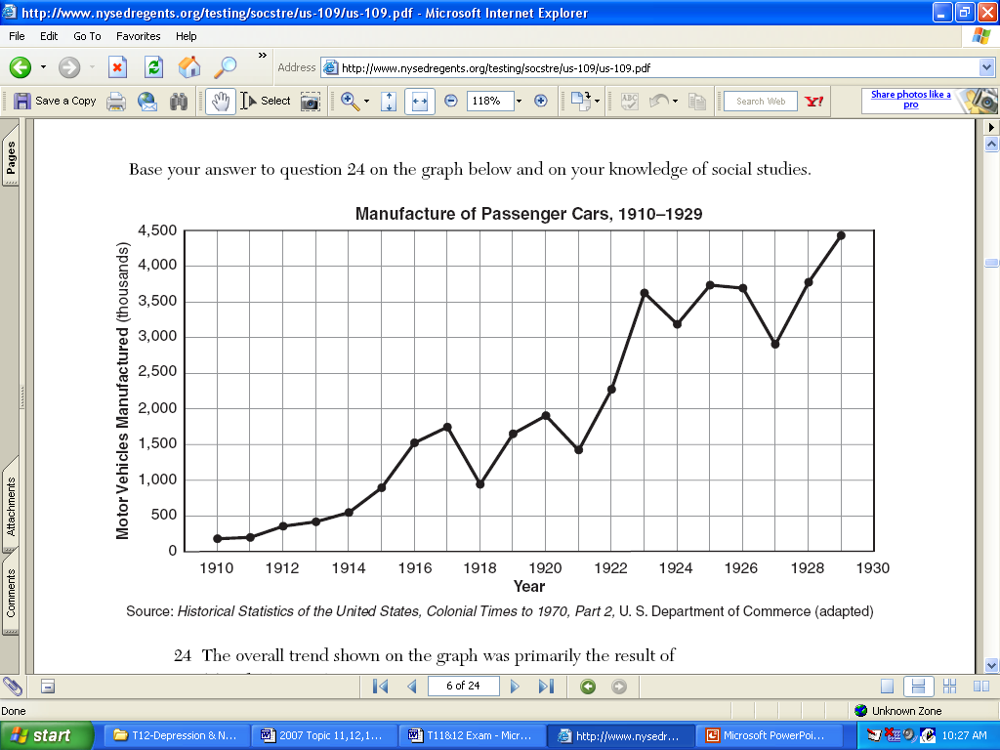 http://www.nysedregents.org/testing/socstre/us-109/us-109.pdf - Microsoft Internet Explorer
File Edit Go To Favorites Help
» Address http://www.nysedregents.org/testing/socstre/us-109/us-109.pdf
Save a Copy Select 118% ABC Search Web Y! Share photos like a
pro
Pages
Attachments
Comments
Base your answer to question 24 on the graph below and on your knowledge of social studies.
Manufacture of Passenger Cars, 1910–1929
Motor Vehicles Manufactured (thousands)
4,500
4,000
3,500
3,000
2,500
2,000
1,500
1,000
500
0
1910 1912 1914 1916 1918 1920 1922 1924 1926 1928 1930
Year
Source: Historical Statistics of the United States, Colonial Times to 1970, Part 2, U. S. Department of Commerce (adapted)
24 The overall trend shown on the graph was primarily the result of
6 of 24
Done Unknown Zone
start T12-Depression & N... 2007 Topic 11,12,1... T11&12 Exam - Micr... http://www.nysedr... Microsoft PowerPoi... 10:27 AM